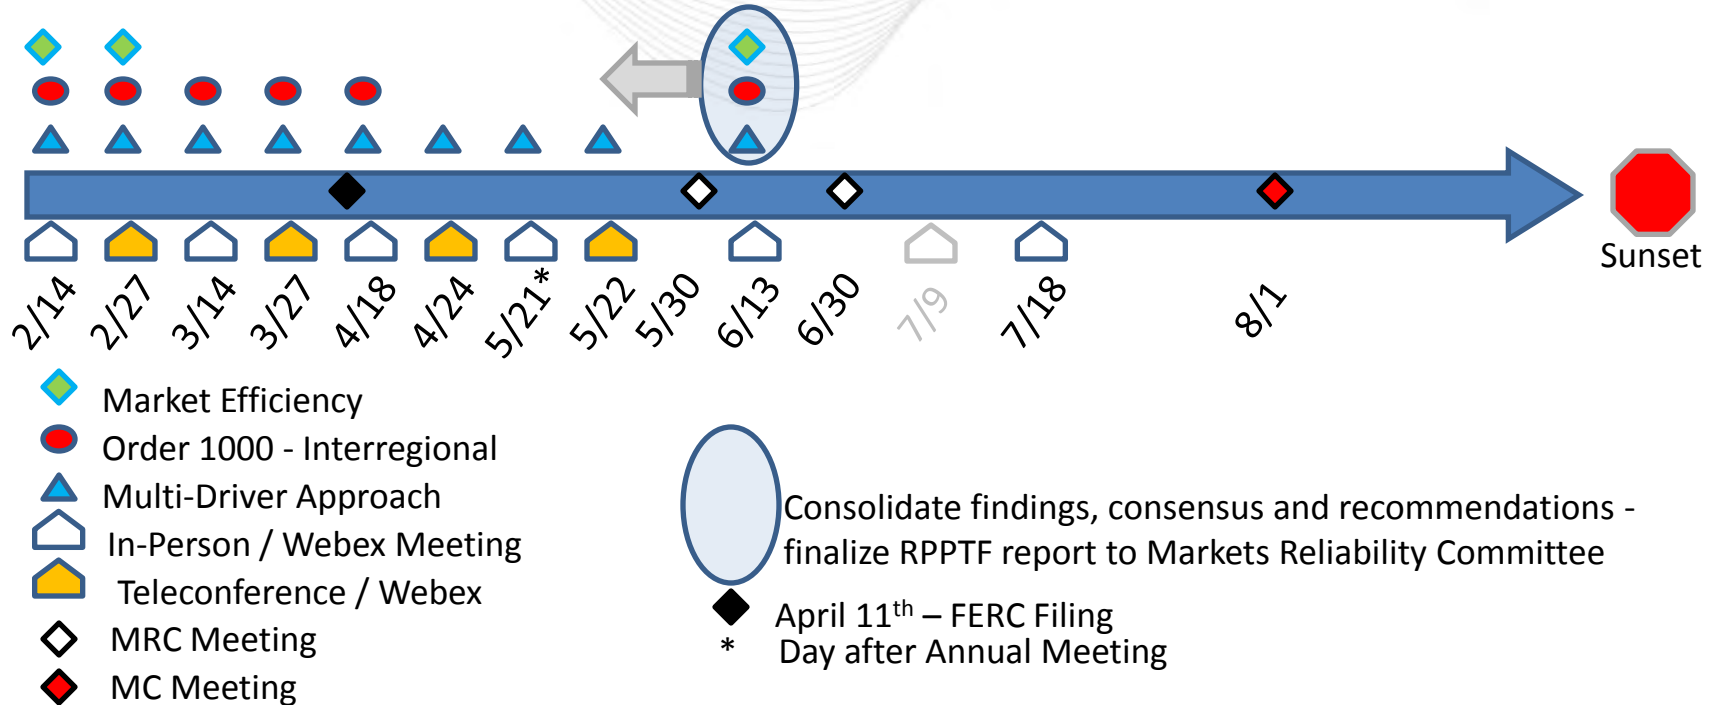 Sunset
2/14
2/27
3/14
3/27
4/18
4/24
5/21*
5/22
5/30
6/13
6/30
7/9
7/18
8/1
Market Efficiency
Order 1000 - Interregional
Multi-Driver Approach
In-Person / Webex Meeting
Teleconference / Webex
MRC Meeting
MC Meeting
Consolidate findings, consensus and recommendations -
finalize RPPTF report to Markets Reliability Committee
April 11th – FERC Filing
* Day after Annual Meeting